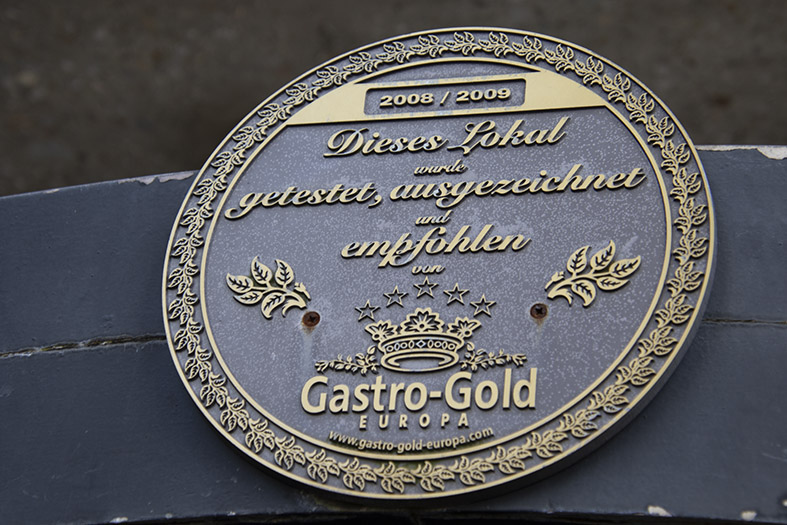 2008 / 2009
Dieses Lokal
wurde
getestet, ausgezeichnet
und
empfohlen
von
Gastro-Gold
EUROPA
www.gastro-gold-europa.com